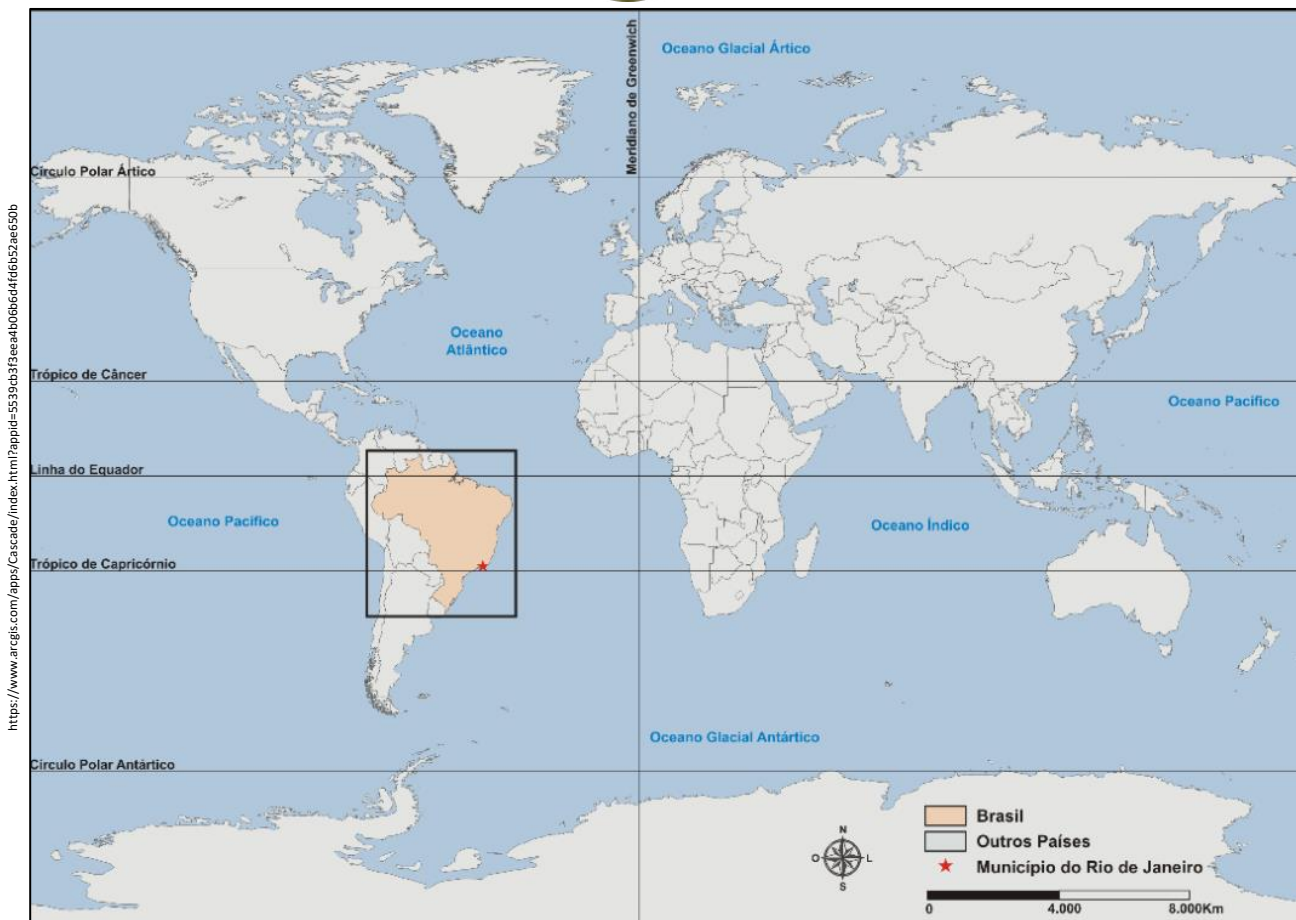 Oceano Glacial Ártico
Meridiano de Greenwich
Círculo Polar Ártico
https://www.arcgis.com/apps/Cascade/index.html?appid=5539cb3f3eea4b06b6d4fd6b52ae650b
Oceano
Atlântico
Trópico de Câncer
Oceano Pacífico
Linha do Equador
Oceano Pacífico
Oceano Índico
Trópico de Capricórnio
Oceano Glacial Antártico
Círculo Polar Antártico
N
O
L
S
Brasil
Outros Países
Município do Rio de Janeiro
0 4.000 8.000Km